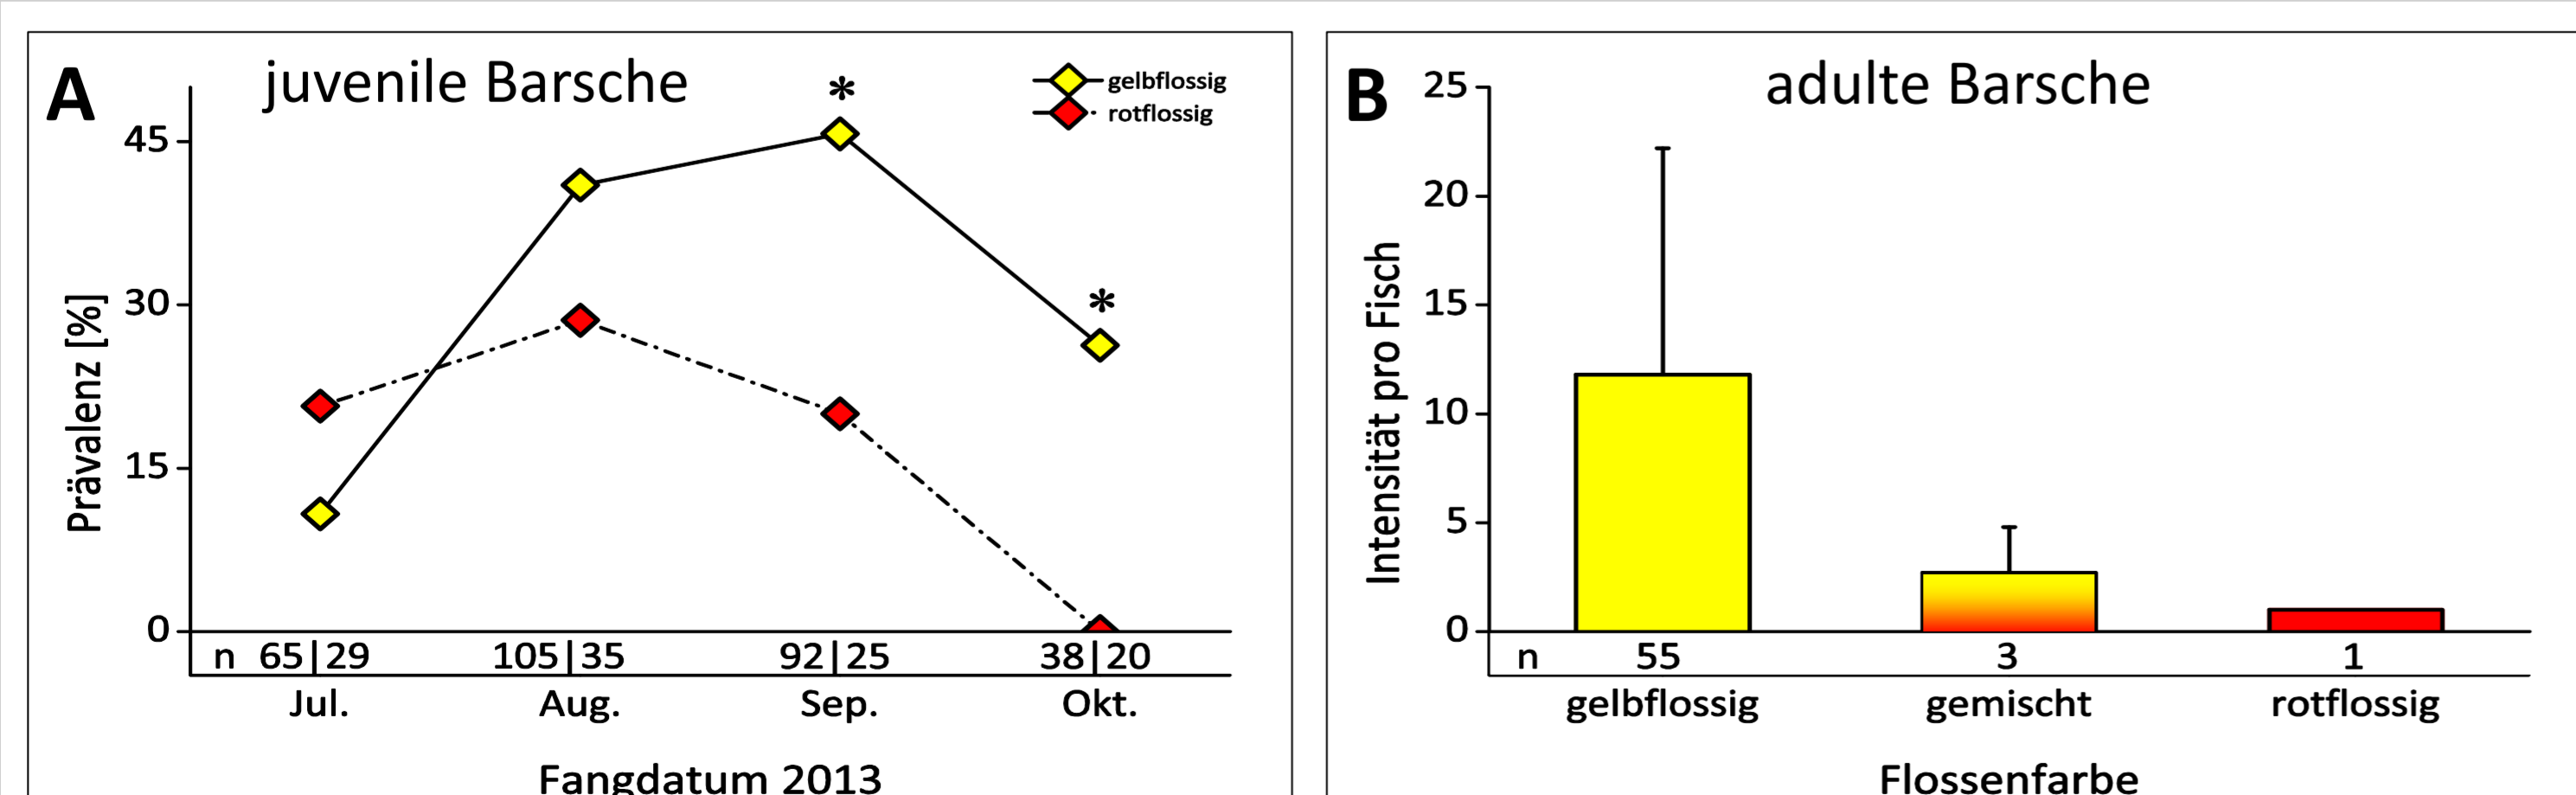 A
juvenile Barsche
*
gelbflossig
rotflossig
45
*
30
15
0
Prävalenz [%]
n 65|29 105|35 92|25 38|20
Jul. Aug. Sep. Okt.
Fangdatum 2013
B
adulte Barsche
25
20
15
10
5
0
Intensität pro Fisch
n 55 3 1
gelbflossig gemischt rotflossig
Flossenfarbe